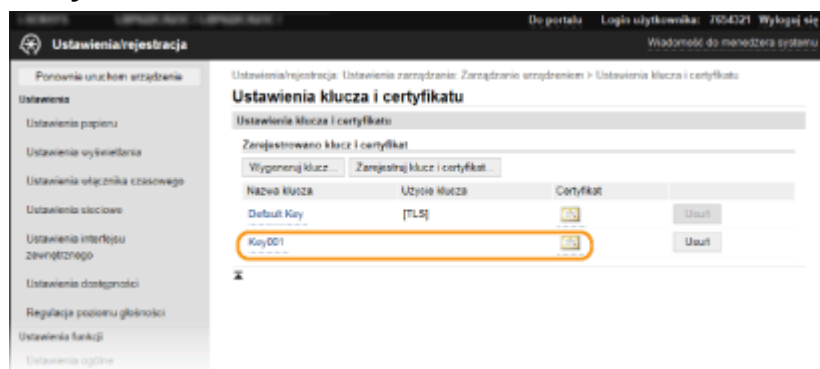 Do portalu Login użytkownika: 7654321 Wyloguj się
Ustawienia/rejestracja
Wiadomość do menedżera systemu
Ponownie uruchom urządzenie
Ustawienia
Ustawienia papieru
Ustawienia wyświetlania
Ustawienia włącznika czasowego
Ustawienia sieciowe
Ustawienia interfejsu
zewnętrznego
Ustawienia dostępności
Regulacja poziomu głośności
Ustawienia funkcji
Ustawienia ogólne
Ustawienia/rejestracja: Ustawienia zarządzania: Zarządzanie urządzeniem > Ustawienia klucza i certyfikatu
Ustawienia klucza i certyfikatu
Ustawienia klucza i certyfikatu
Zarejestrowano klucz i certyfikat
Wygeneruj klucz... Zarejestruj klucz i certyfikat...
Nazwa klucza Użycie klucza Certyfikat
Default Key [TLS] Usuń
Key001 Usuń